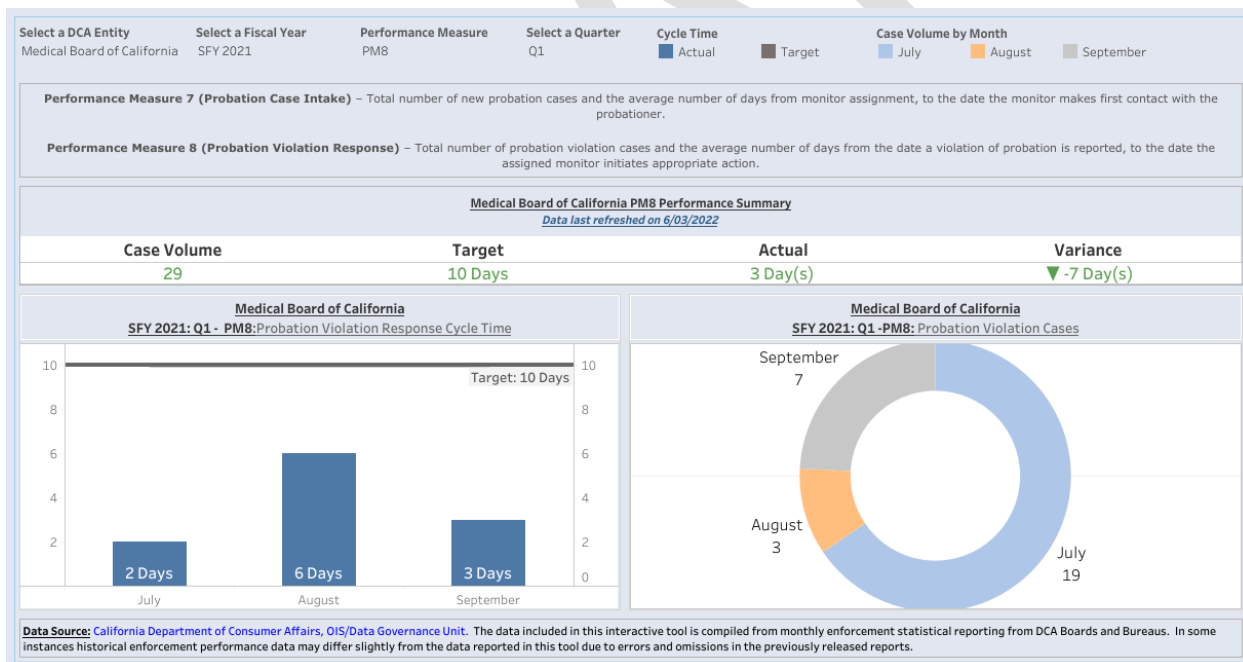 Select a DCA Entity Select a Fiscal Year Performance Measure Select a Quarter Cycle Time Case Volume by Month
Medical Board of California SFY 2021 PM8 Q1 Actual Target July August September
Performance Measure 7 (Probation Case Intake) – Total number of new probation cases and the average number of days from monitor assignment, to the date the monitor makes first contact with the
probationer.
Performance Measure 8 (Probation Violation Response) – Total number of probation violation cases and the average number of days from the date a violation of probation is reported, to the date the
assigned monitor initiates appropriate action.
Medical Board of California PM8 Performance Summary
Data last refreshed on 6/03/2022
Case Volume Target Actual Variance
29 10 Days 3 Day(s) ▼ -7 Day(s)
Medical Board of California
SFY 2021: Q1 - PM8:Probation Violation Response Cycle Time
10 10
Target: 10 Days
8 8
6 6
4 4
2 2
2 Days 6 Days 3 Days 0
July August September
Medical Board of California
SFY 2021: Q1 -PM8: Probation Violation Cases
September
7
August
3
July
19
Data Source: California Department of Consumer Affairs, OIS/Data Governance Unit. The data included in this interactive tool is compiled from monthly enforcement statistical reporting from DCA Boards and Bureaus. In some
instances historical enforcement performance data may differ slightly from the data reported in this tool due to errors and omissions in the previously released reports.